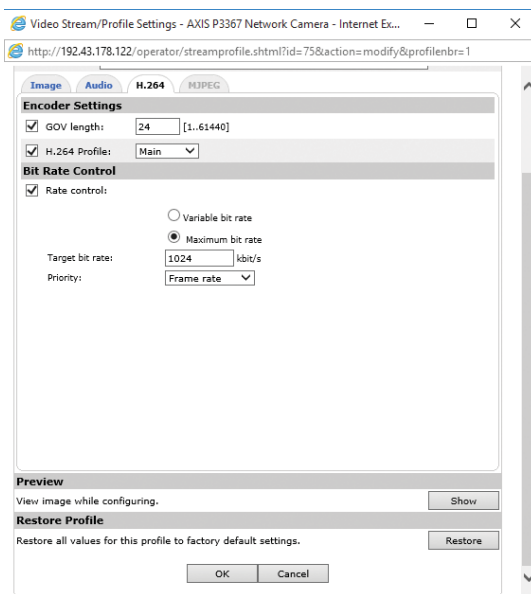 Video Stream/Profile Settings - AXIS P3367 Network Camera - Internet Ex...
http://192.43.178.122/operator/streamprofile.shtml?id=75&action=modify&profilenbr=1
Image Audio H.264 MJPEG
Encoder Settings
GOV length: 24 [1..61440]
H.264 Profile: Main
Bit Rate Control
Rate control:
Variable bit rate
Maximum bit rate
Target bit rate: 1024 kbit/s
Priority: Frame rate
Preview
View image while configuring. Show
Restore Profile
Restore all values for this profile to factory default settings. Restore
OK Cancel